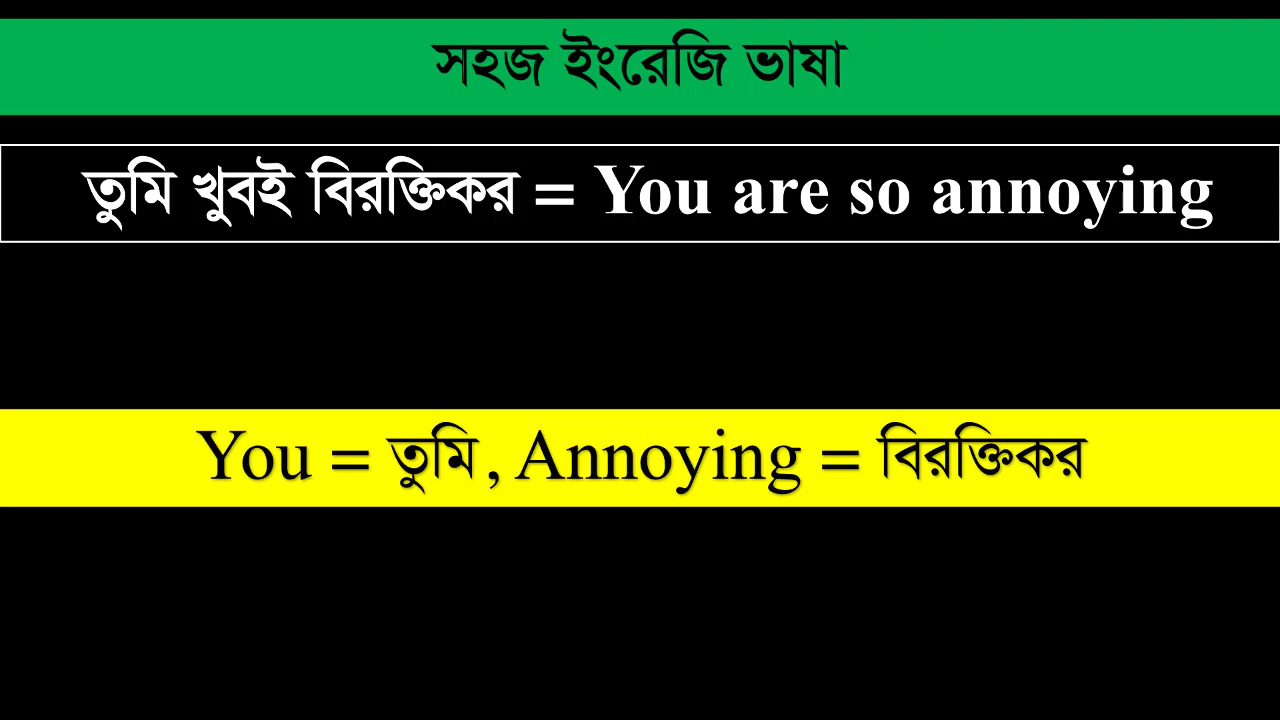 সহজ ইংরেজি ভাষা
তুমি খুবই বিরক্তিকর = You are so annoying
You = তুমি, Annoying = বিরক্তিকর